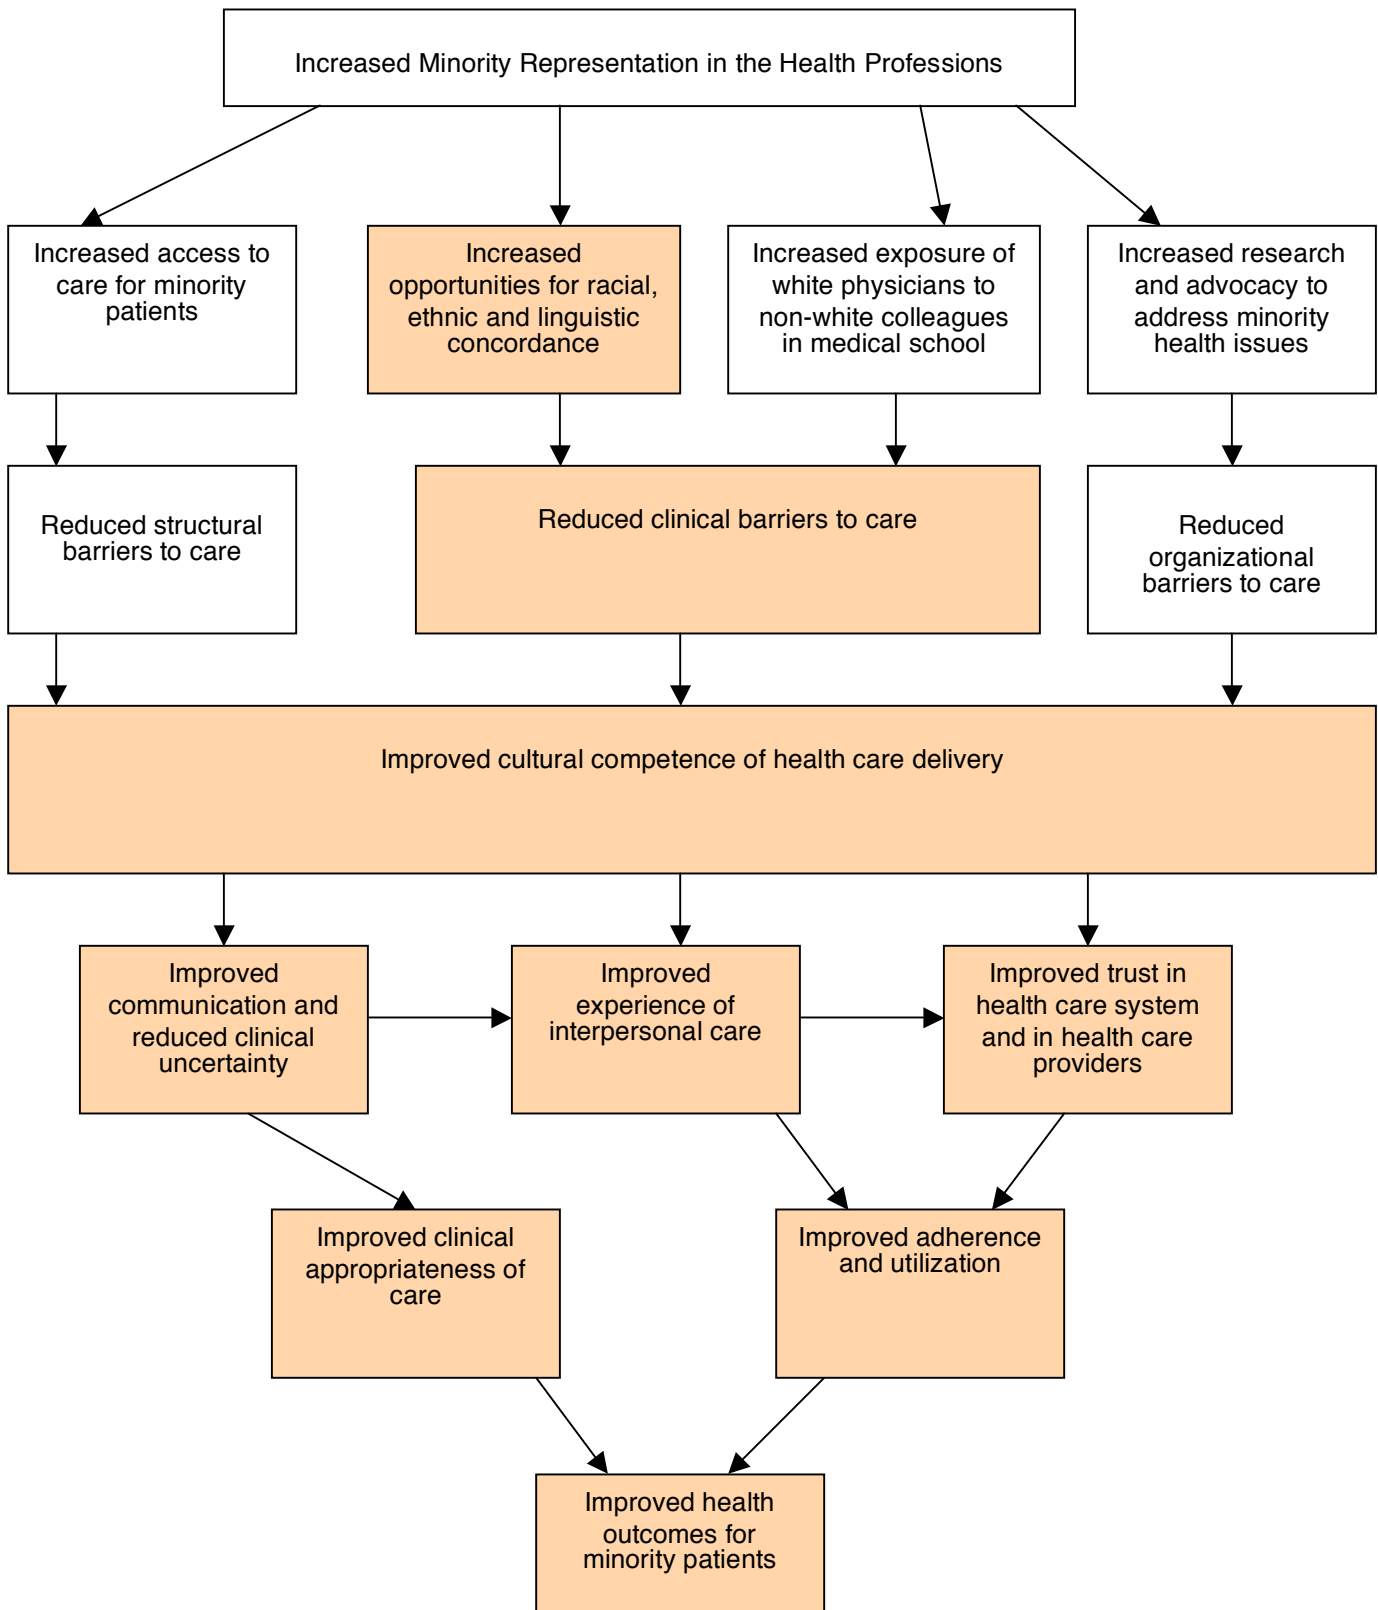 Increased Minority Representation in the Health Professions
Increased access to
care for minority
patients
Increased
opportunities for racial,
ethnic and linguistic
concordance
Increased exposure of
white physicians to
non-white colleagues
in medical school
Increased research
and advocacy to
address minority
health issues
Reduced structural
barriers to care
Reduced clinical barriers to care
Reduced
organizational
barriers to care
Improved cultural competence of health care delivery
Improved
communication and
reduced clinical
uncertainty
Improved
experience of
interpersonal care
Improved trust in
health care system
and in health care
providers
Improved clinical
appropriateness of
care
Improved adherence
and utilization
Improved health
outcomes for
minority patients